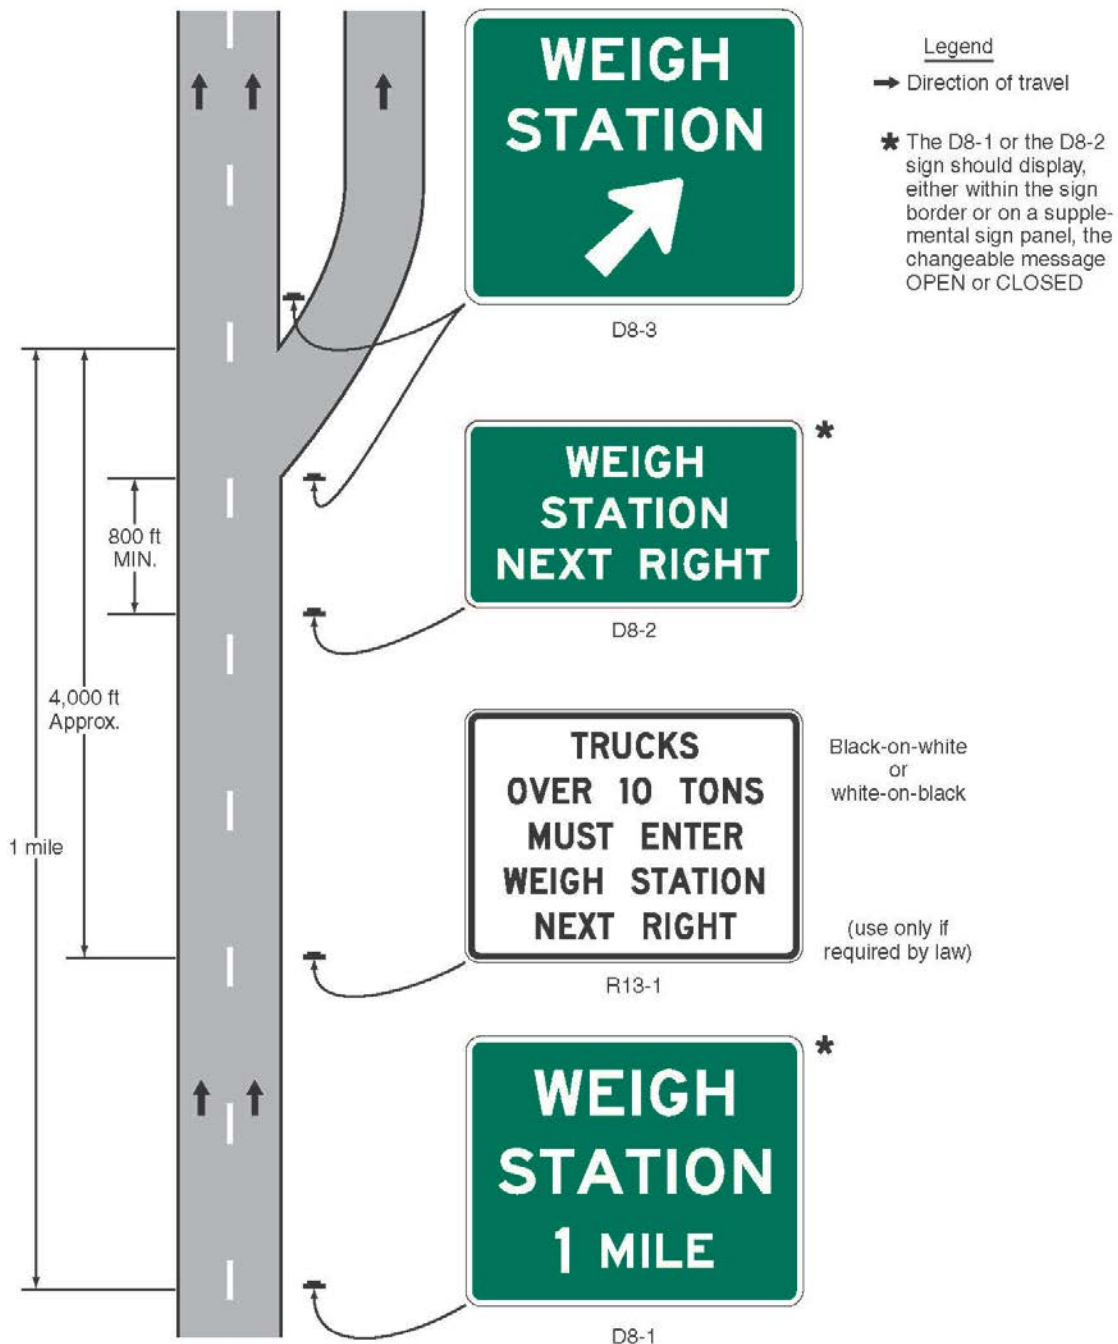 WEIGH
STATION
D8-3
Legend
Direction of travel
* The D8-1 or the D8-2
sign should display,
either within the sign
border or on a supple-
mental sign panel, the
changeable message
OPEN or CLOSED
*
WEIGH
STATION
NEXT RIGHT
D8-2
800 ft
MIN.
4,000 ft
Approx.
1 mile
TRUCKS
OVER 10 TONS
MUST ENTER
WEIGH STATION
NEXT RIGHT
R13-1
Black-on-white
or
white-on-black
(use only if
required by law)
*
WEIGH
STATION
1 MILE
D8-1